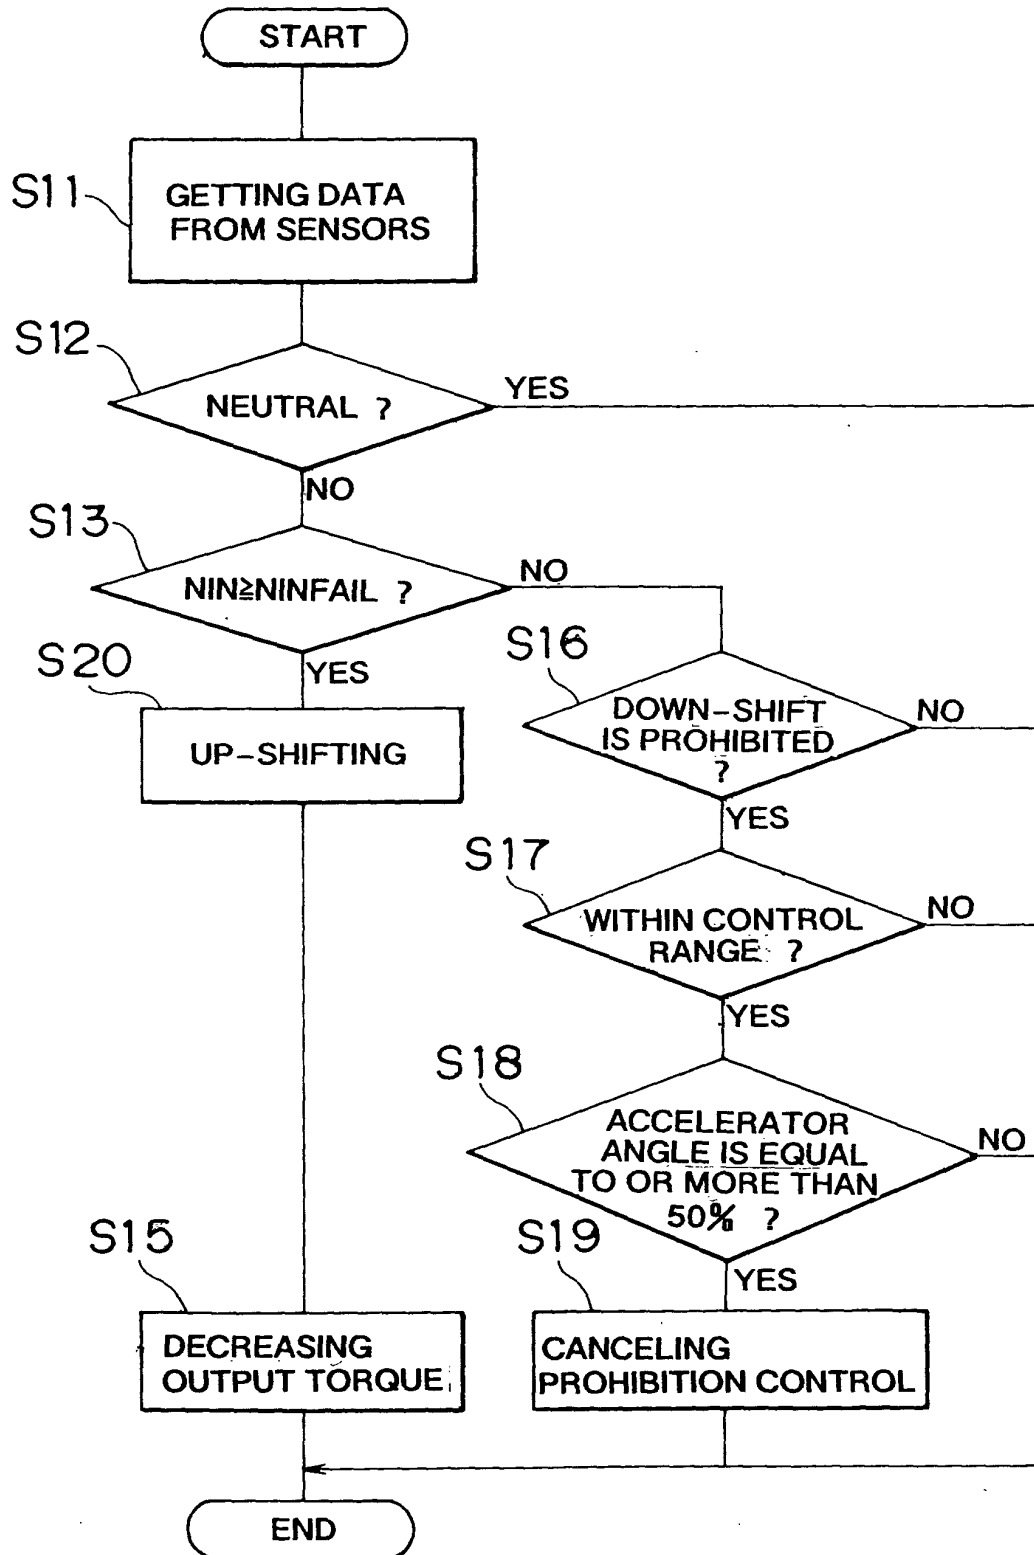 START
S11
GETTING DATA
FROM SENSORS
S12
NEUTRAL ?
YES
NO
S13
NIN≧NINFAIL ?
NO
YES
S16
DOWN-SHIFT
IS PROHIBITED
?
NO
YES
S20
UP-SHIFTING
S17
WITHIN CONTROL
RANGE ?
NO
YES
S18
ACCELERATOR
ANGLE IS EQUAL
TO OR MORE THAN
50% ?
NO
YES
S15
DECREASING
OUTPUT TORQUE
S19
CANCELING
PROHIBITION CONTROL
END